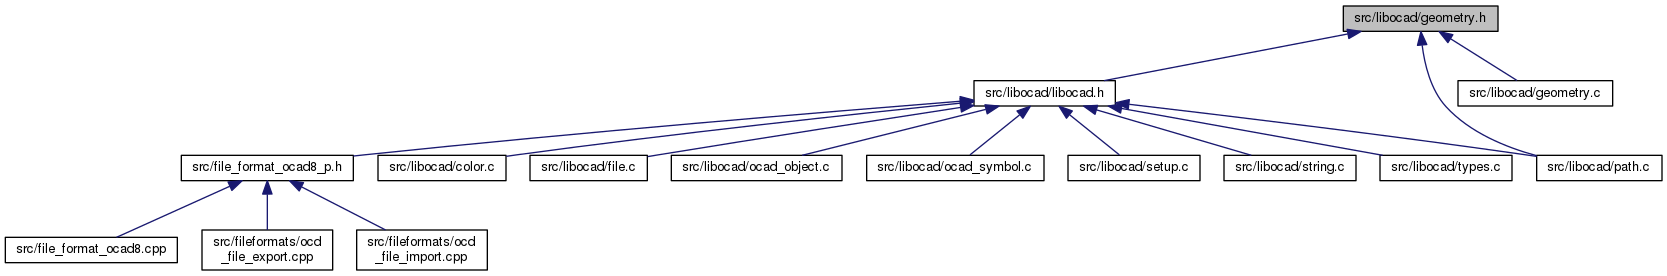 src/libocad/geometry.h
src/libocad/libocad.h
src/libocad/geometry.c
src/file_format_ocad8_p.h
src/libocad/color.c
src/libocad/file.c
src/libocad/ocad_object.c
src/libocad/ocad_symbol.c
src/libocad/setup.c
src/libocad/string.c
src/libocad/types.c
src/libocad/path.c
src/file_format_ocad8.cpp
src/fileformats/ocd
_file_export.cpp
src/fileformats/ocd
_file_import.cpp